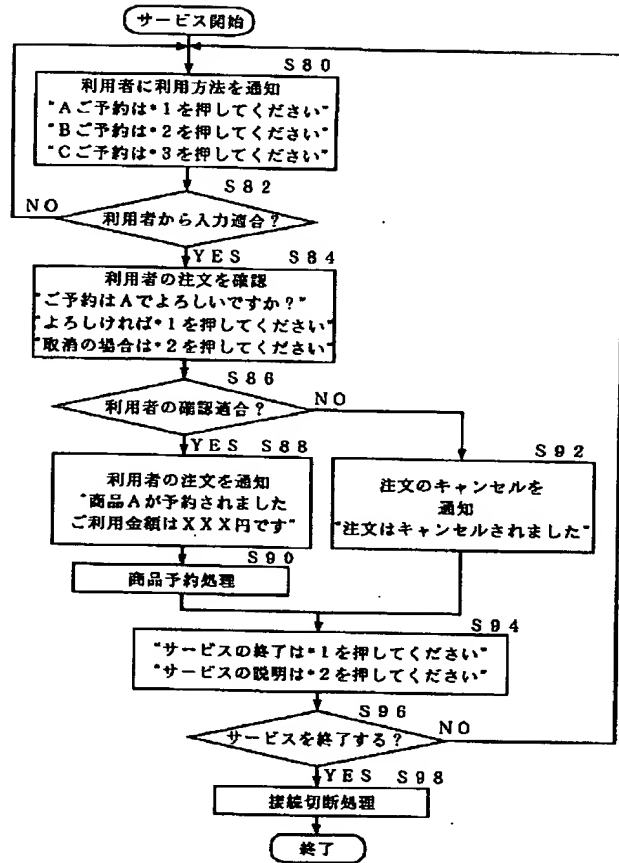 サービス開始
S80
利用者に利用方法を通知
"Aご予約は*1を押してください"
"Bご予約は*2を押してください"
"Cご予約は*3を押してください"
S82
NO
利用者から入力適合?
YES S84
利用者の注文を確認
"ご予約はAでよろしいですか?"
"よろしければ*1を押してください"
"取消の場合は*2を押してください"
S86
利用者の確認適合?
NO
YES S88
利用者の注文を通知
"商品Aが予約されました
ご利用金額はXXX円です"
S92
注文のキャンセルを
通知
"注文はキャンセルされました"
S90
商品予約処理
S94
"サービスの終了は*1を押してください"
"サービスの説明は*2を押してください"
S96
サービスを終了する?
NO
YES S98
接続切断処理
終了